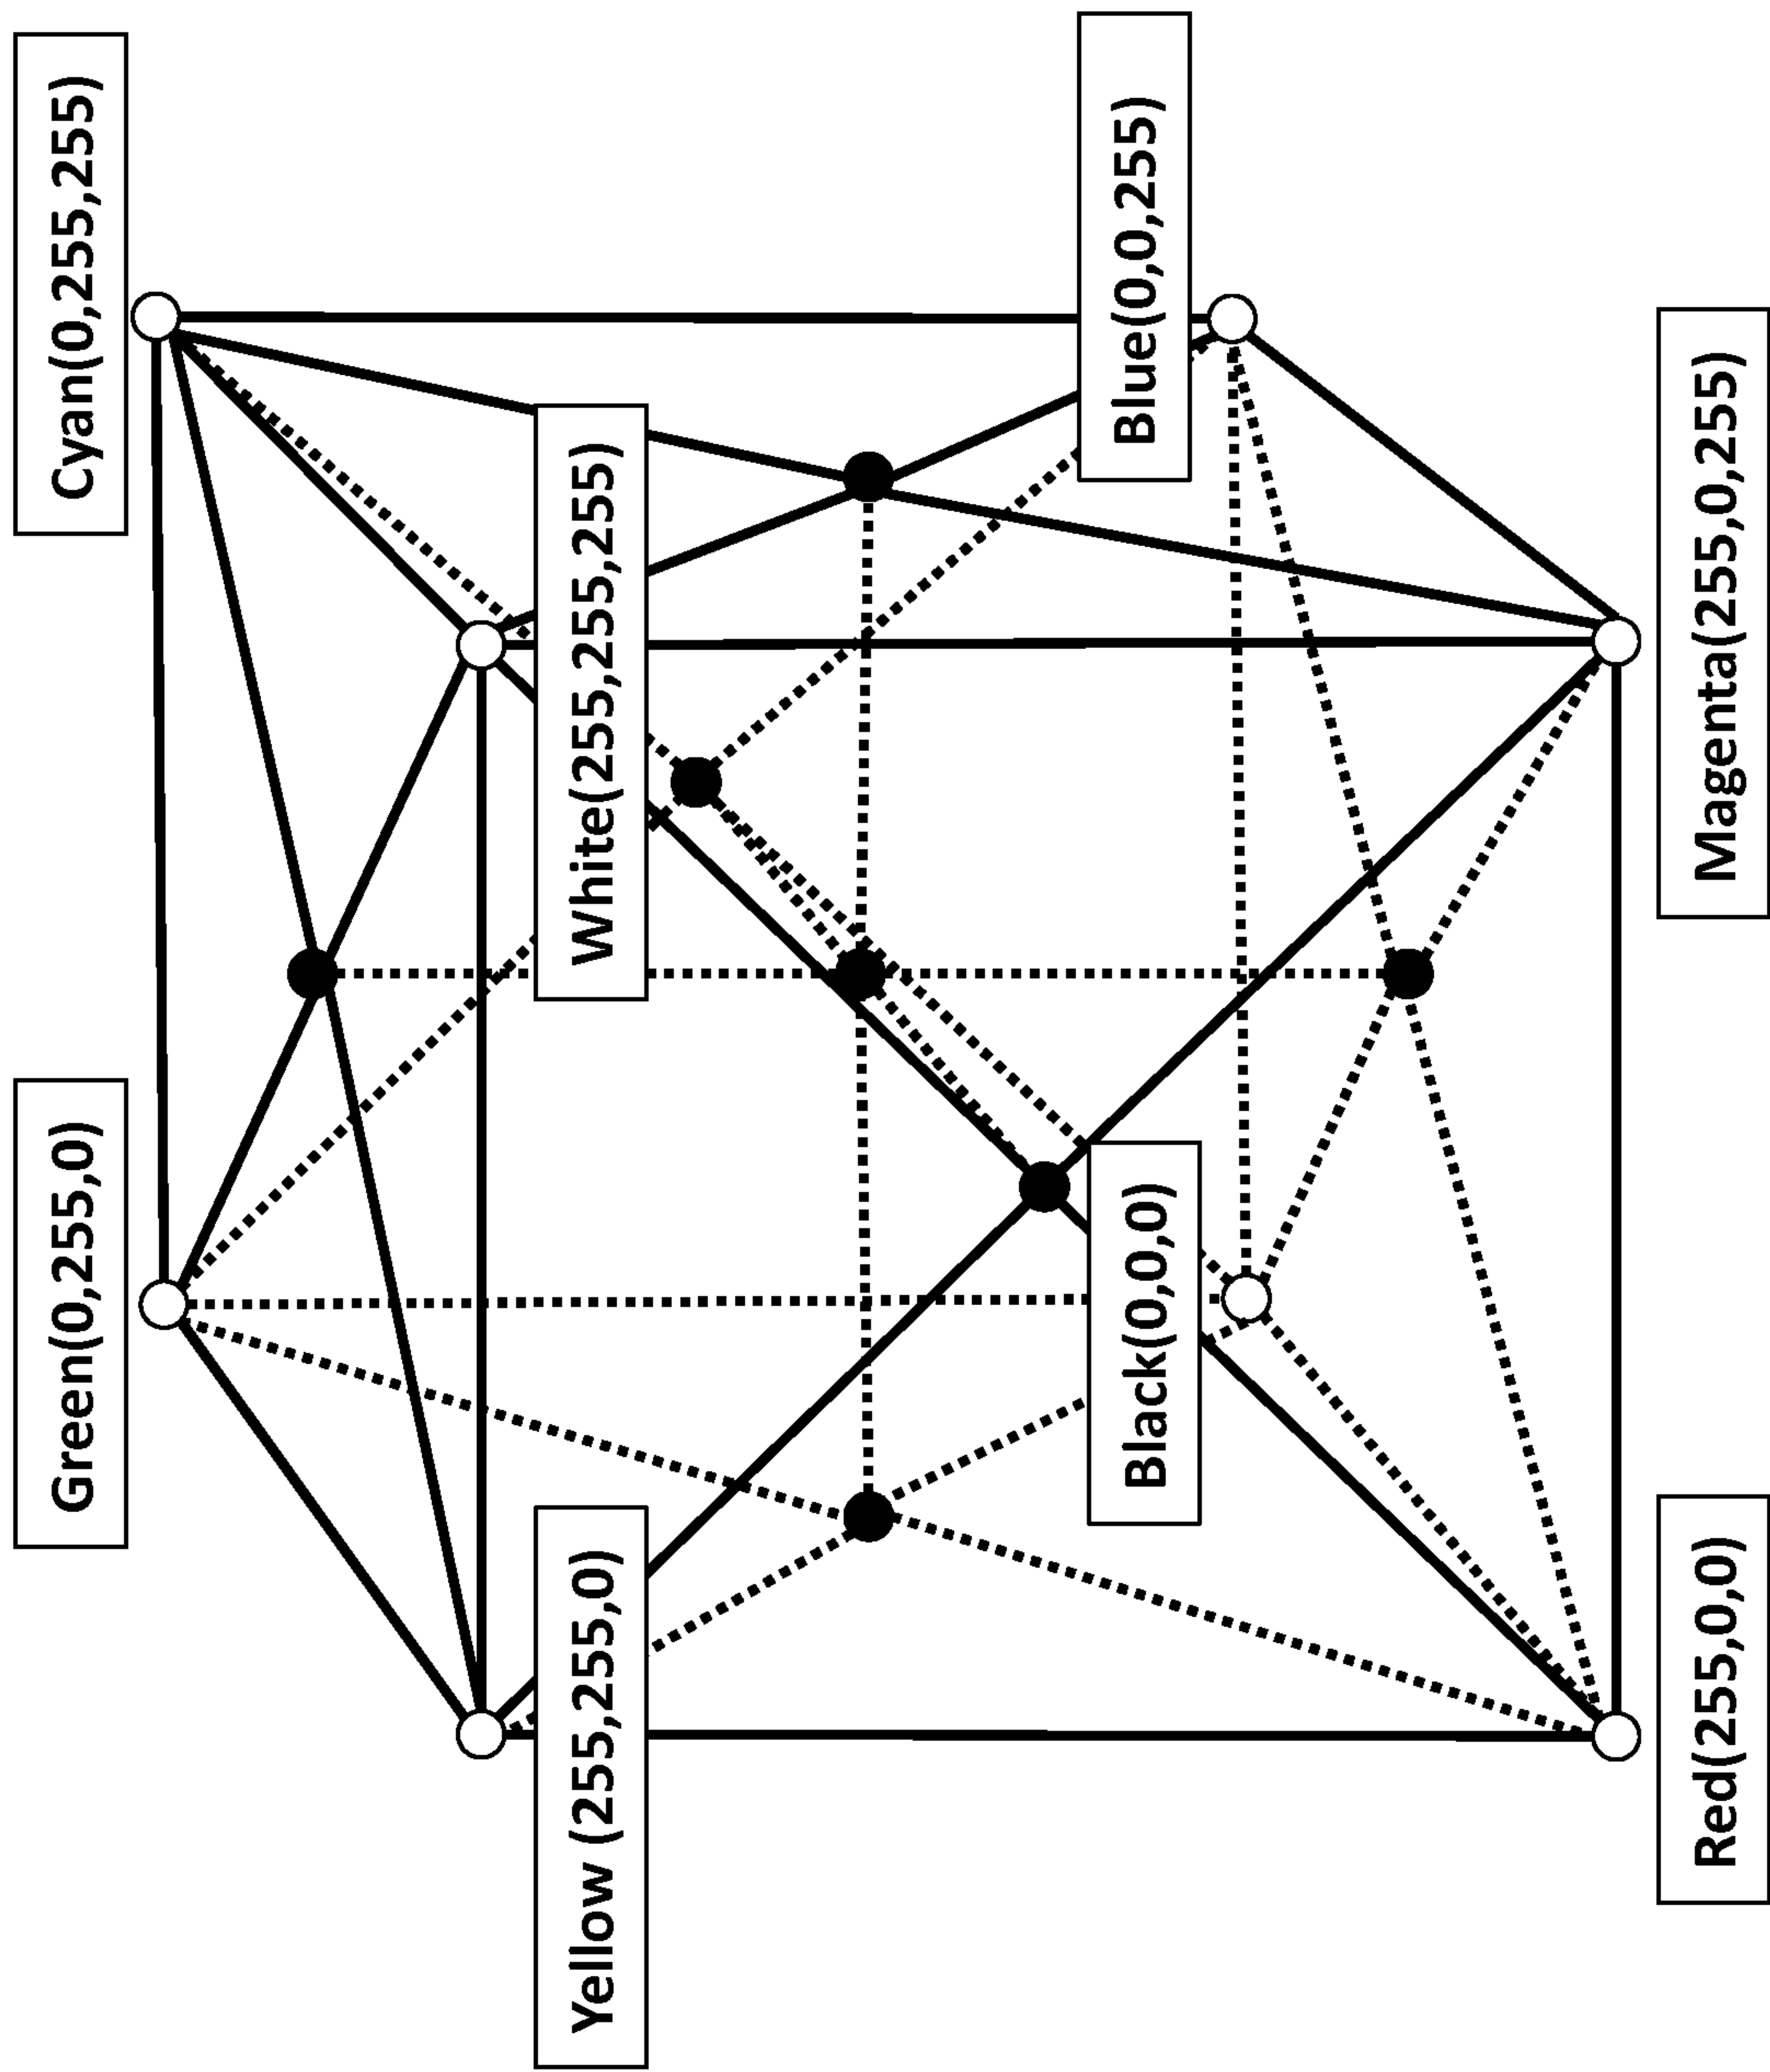 Green(0,255,0)
Cyan(0,255,255)
Yellow (255,255,0)
White(255,255,255)
Black(0,0,0)
Blue(0,0,255)
Red(255,0,0)
Magenta(255,0,255)